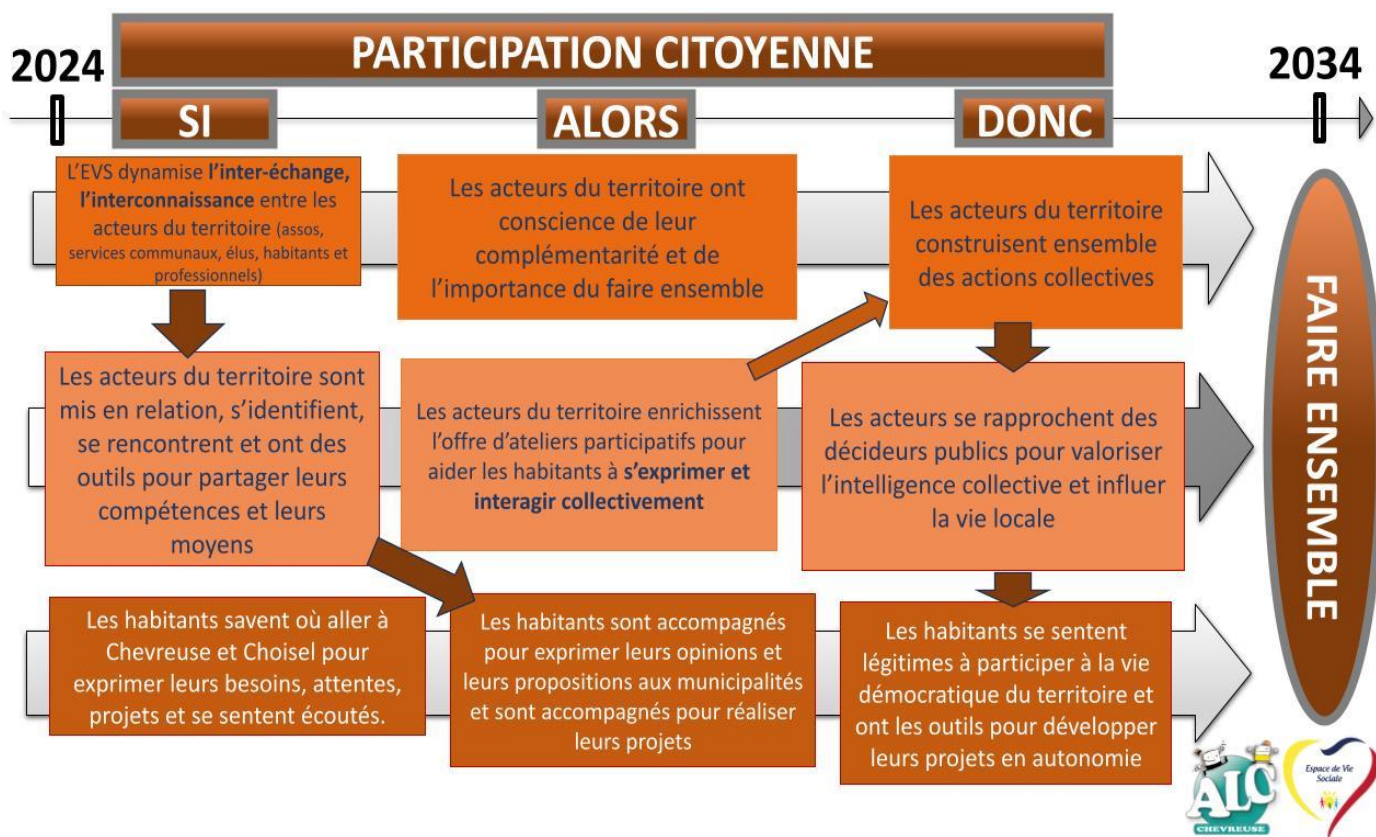 PARTICIPATION CITOYENNE
2024
2034
SI
ALORS
DONC
L'EVS dynamise l'inter-échange,
l'interconnaissance entre les
acteurs du territoire (assos,
services communaux, élus, habitants et
professionnels)
Les acteurs du territoire ont
conscience de leur
complémentarité et de
l'importance du faire ensemble
Les acteurs du territoire
construisent ensemble
des actions collectives
Les acteurs du territoire sont
mis en relation, s'identifient,
se rencontrent et ont des
outils pour partager leurs
compétences et leurs
moyens
Les acteurs du territoire enrichissent
l'offre d'ateliers participatifs pour
aider les habitants à s'exprimer et
interagir collectivement
Les acteurs se rapprochent des
décideurs publics pour valoriser
l'intelligence collective et influer
la vie locale
Les habitants savent où aller à
Chevreuse et Choisel pour
exprimer leurs besoins, attentes,
projets et se sentent écoutés.
Les habitants sont accompagnés
pour exprimer leurs opinions et
leurs propositions aux municipalités
et sont accompagnés pour réaliser
leurs projets
Les habitants se sentent
légitimes à participer à la vie
démocratique du territoire et
ont les outils pour développer
leurs projets en autonomie
FAIRE ENSEMBLE
ALC
CHEVREUSE
Espace de Vie
Sociale